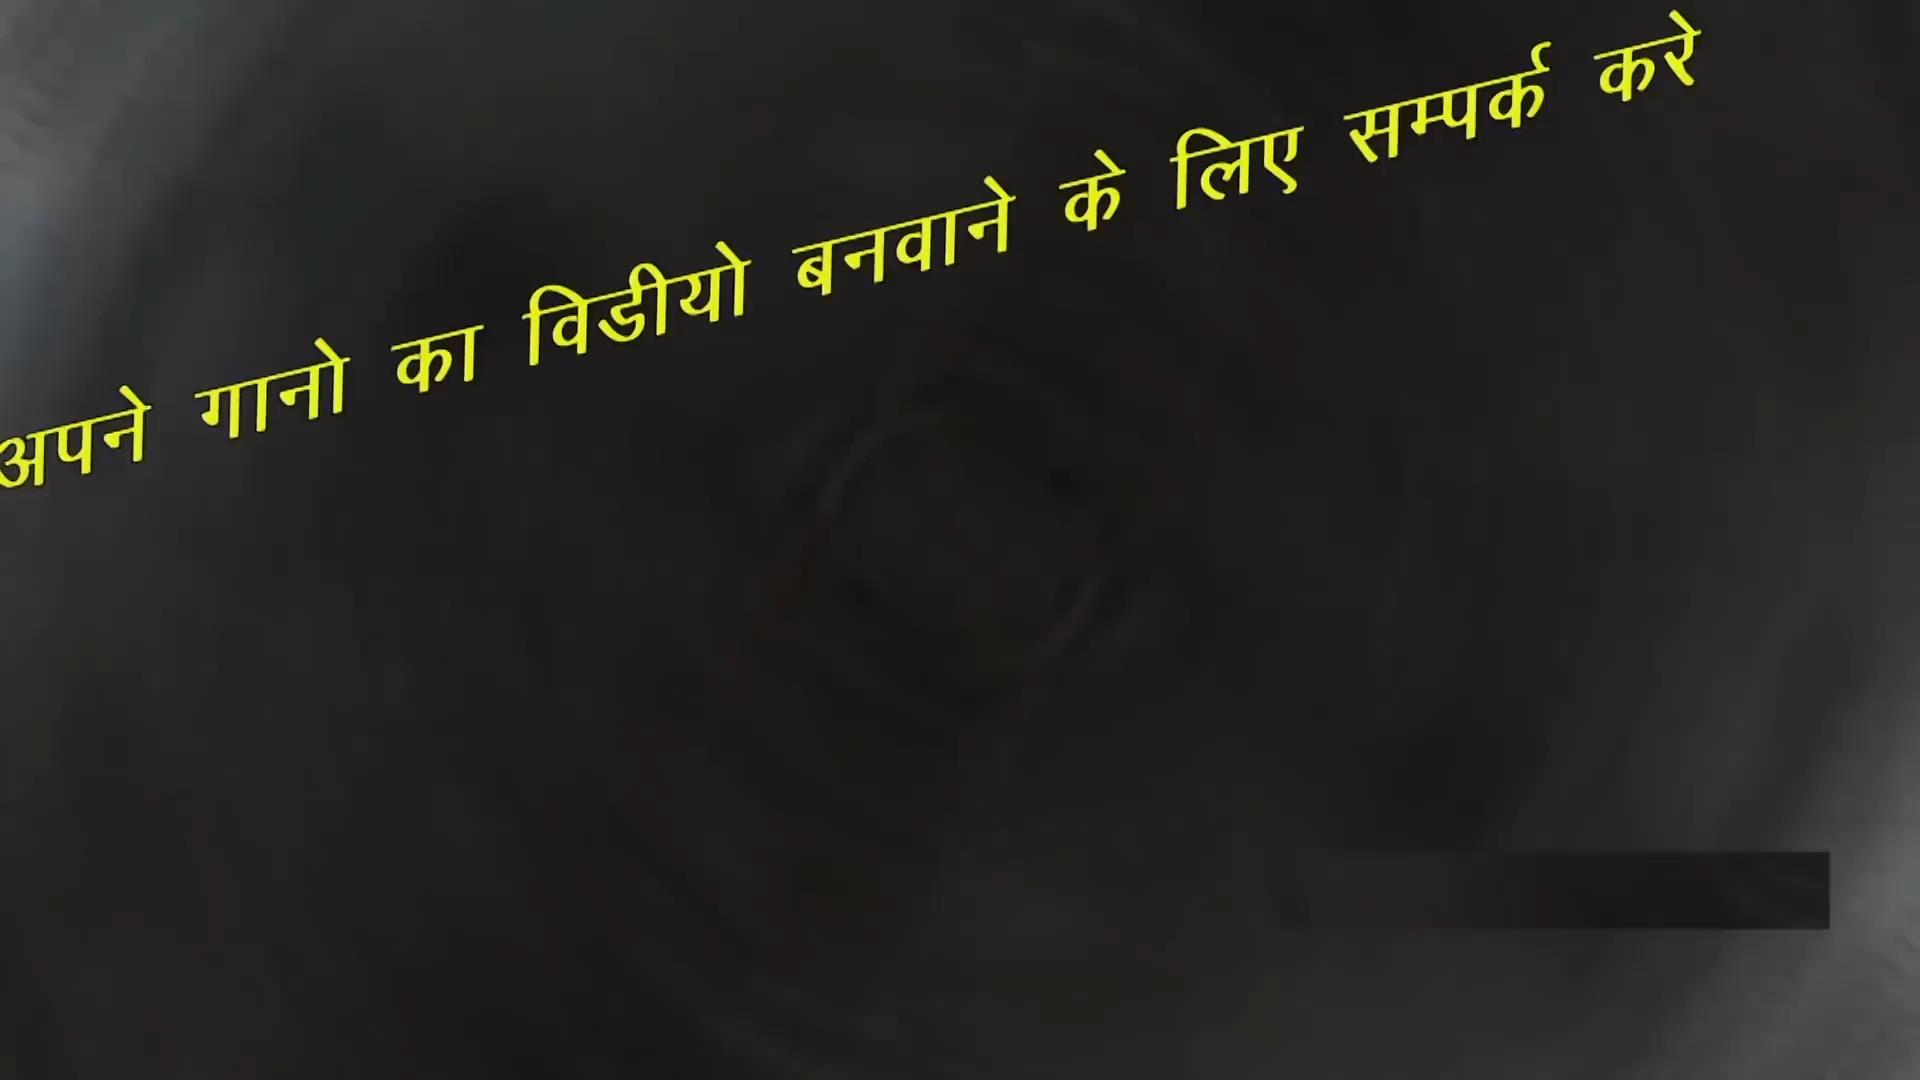 अपने गानो का विडीयो बनवाने के लिए सम्पर्क करे